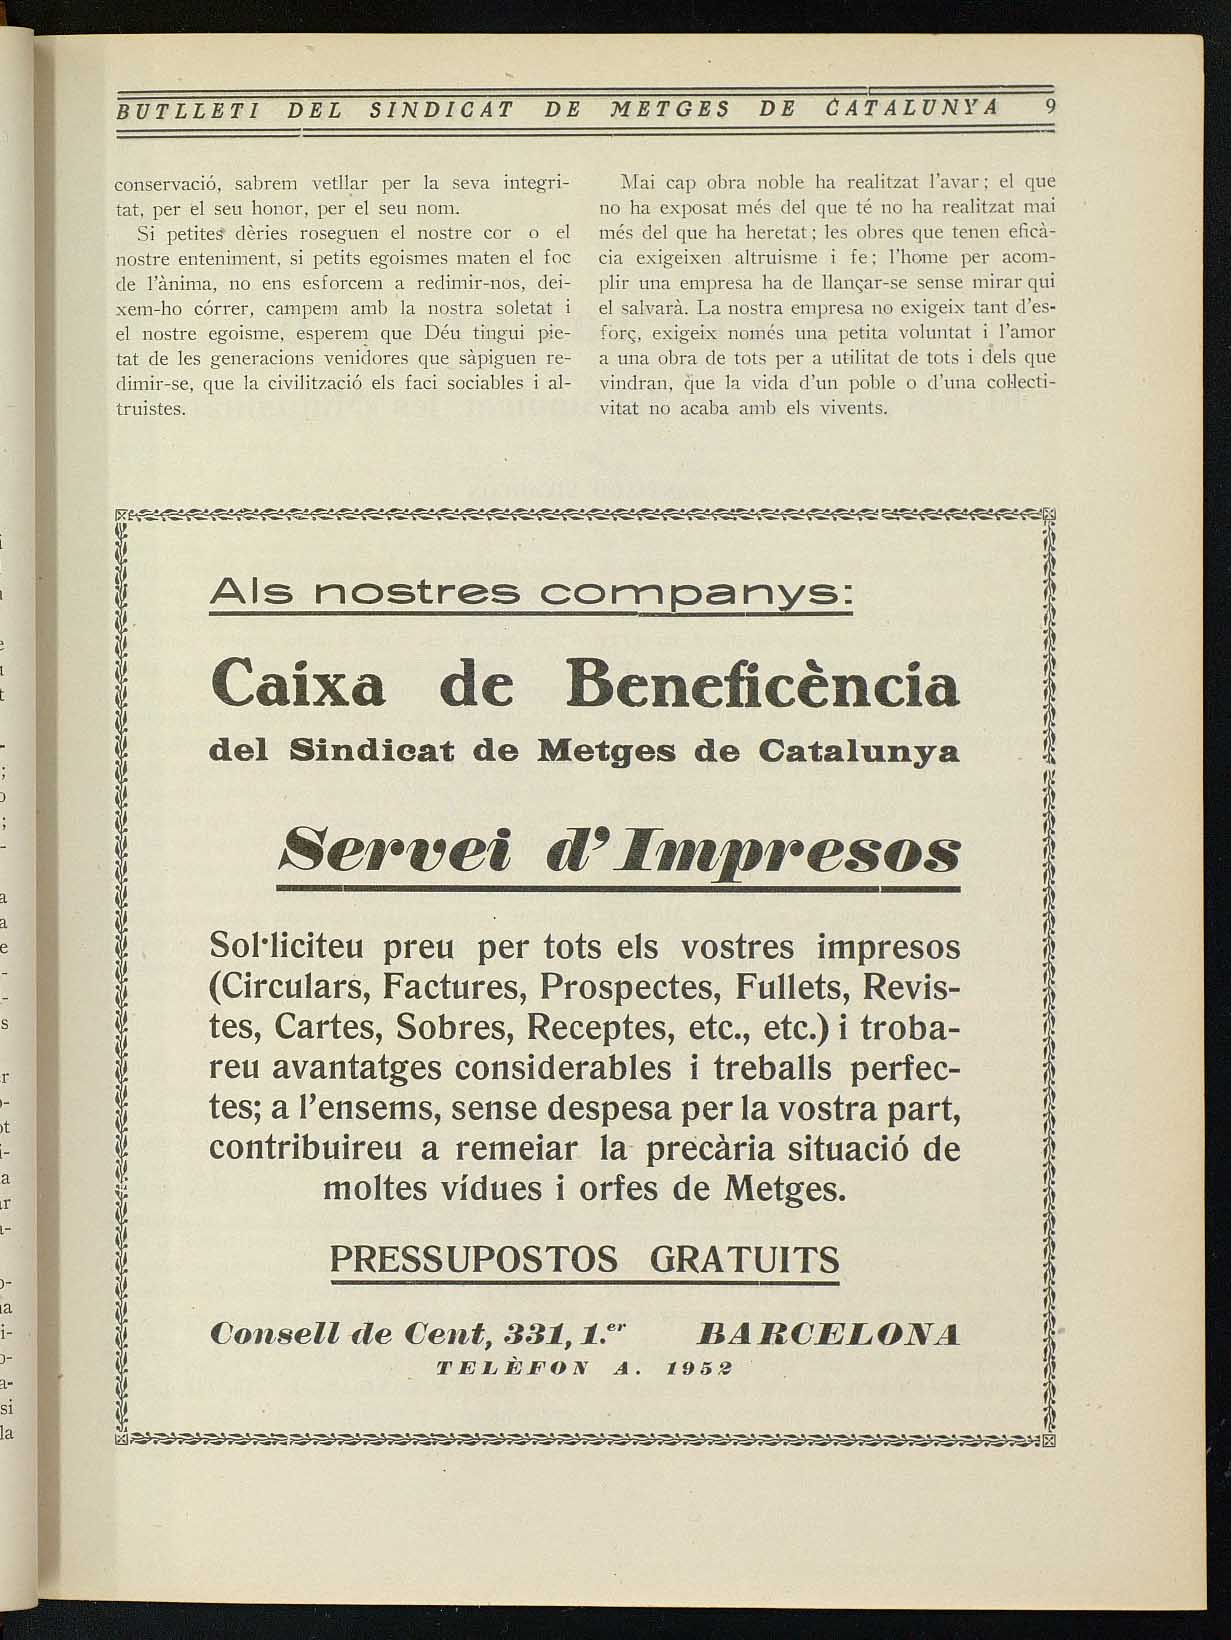 BUTLLETI DEL SINDICAT DE METGES DE CATALUNYA 9
conservació, sabrem vetllar per la seva integri-
tat, per el seu honor, per el seu nom.
Si petites dèries roseguen el nostre cor o el
nostre enteniment, si petits egoismes maten el foc
de l'ànima, no ens esforcem a redimir-nos, dei-
xem-ho córrer, campem amb la nostra soletat i
el nostre egoisme, esperem que Déu tingui pie-
tat de les generacions venidores que sàpiguen re-
dimir-se, que la civilització els faci sociables i al-
truistes.
Mai cap obra noble ha realitzat l'avar; el que
no ha exposat més del que té no ha realitzat mai
més del que ha heretat; les obres que tenen eficà-
cia exigeixen altruisme i fe; l'home per acom-
plir una empresa ha de llançar-se sense mirar qui
el salvarà. La nostra empresa no exigeix tant d'es-
forç, exigeix només una petita voluntat i l'amor
a una obra de tots per a utilitat de tots i dels que
vindran, que la vida d'un poble o d'una col·lecti-
vitat no acaba amb els vivents.
Als nostres companys:
Caixa de Beneficència
del Sindicat de Metges de Catalunya
Servei d'Impresos
Sol·liciteu preu per tots els vostres impresos
(Circulars, Factures, Prospectes, Fullets, Revis-
tes, Cartes, Sobres, Receptes, etc., etc.) i troba-
reu avantatges considerables i treballs perfec-
tes; a l'ensems, sense despesa per la vostra part,
contribuireu a remeiar la precària situació de
moltes vídues i orfes de Metges.
PRESSUPOSTOS GRATUITS
Consell de Cent, 331, 1.er BARCELONA
TELÈFON A. 1952